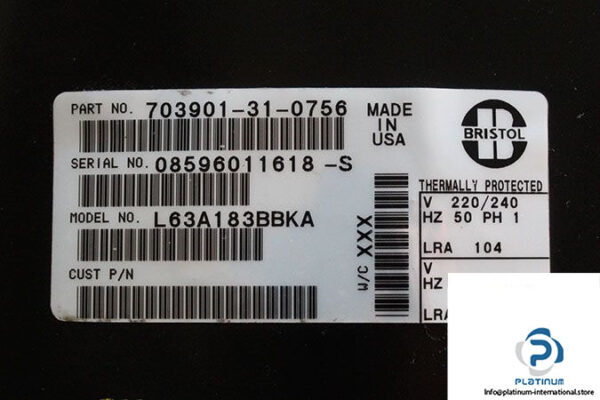 PART NO. 703901-31-0756
MADE
IN
USA
BRISTOL
SERIAL NO. 08596011618 -S
MODEL NO. L63A183BBKA
CUST P/N
W/C XXX
THERMALLY PROTECTED
V 220/240
HZ 50 PH 1
LRA 104
V
HZ
LRA
PLATINUM
Info@platinum-international.store